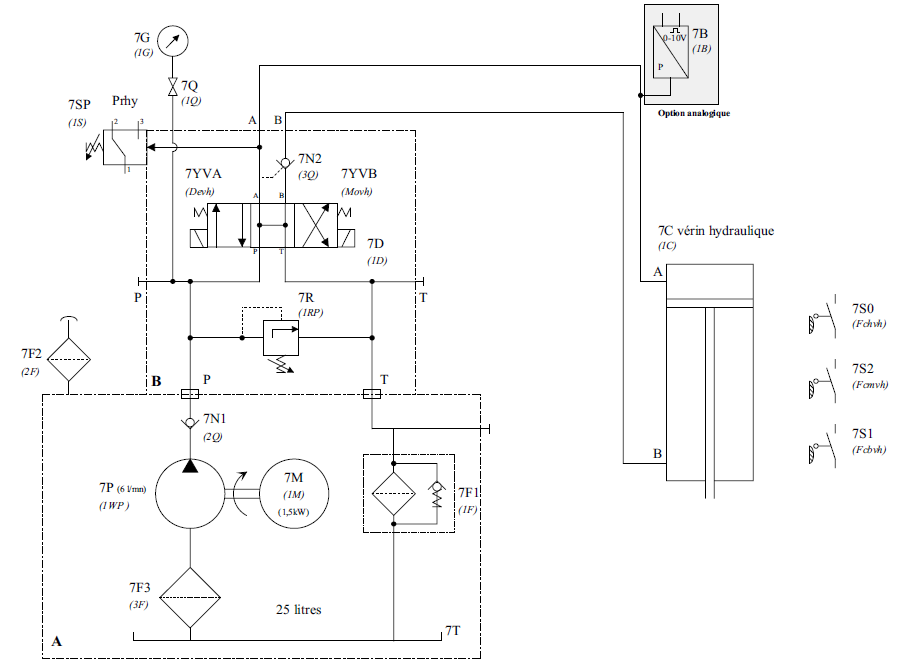 7G
(1G)
7Q
(1Q)
7SP
(1S)
Prhy
2
3
1
A
B
7B
(1B)
0-10V
P
Option analogique
7N2
(3Q)
7YVA
(Devh)
7YVB
(Movh)
A
B
P
T
7D
(1D)
7C vérin hydraulique
(1C)
A
B
P
T
7R
(1RP)
7S0
(Fchvh)
7S2
(Fcmvh)
7S1
(Fcbvh)
7F2
(2F)
B
P
T
7N1
(2Q)
7P (6 l/mn)
(1WP)
7M
(1M)
(1,5kW)
7F1
(1F)
7F3
(3F)
25 litres
7T
A